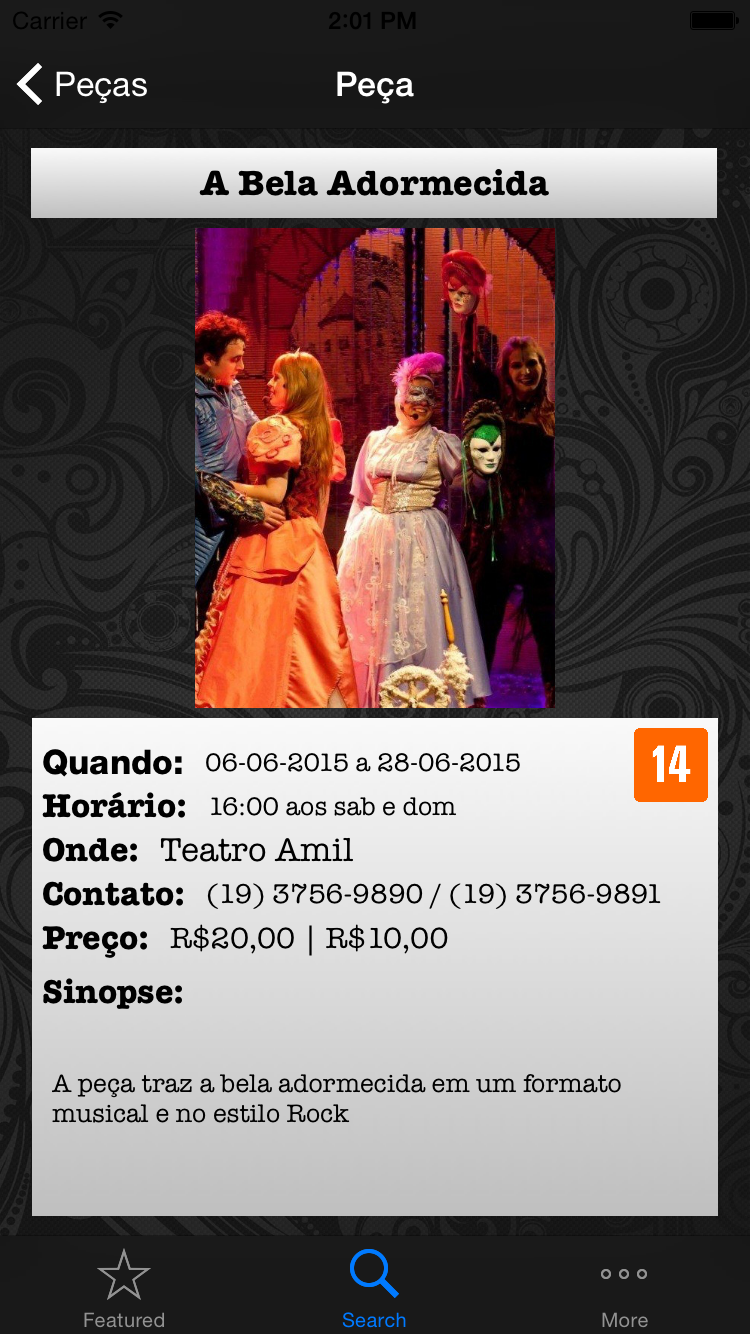 Carrier 2:01 PM
Peças Peça
A Bela Adormecida
Quando: 06-06-2015 a 28-06-2015
14
Horário: 16:00 aos sab e dom
Onde: Teatro Amil
Contato: (19) 3756-9890 / (19) 3756-9891
Preço: R$20,00 | R$10,00
Sinopse:
A peça traz a bela adormecida em um formato
musical e no estilo Rock
Featured Search More